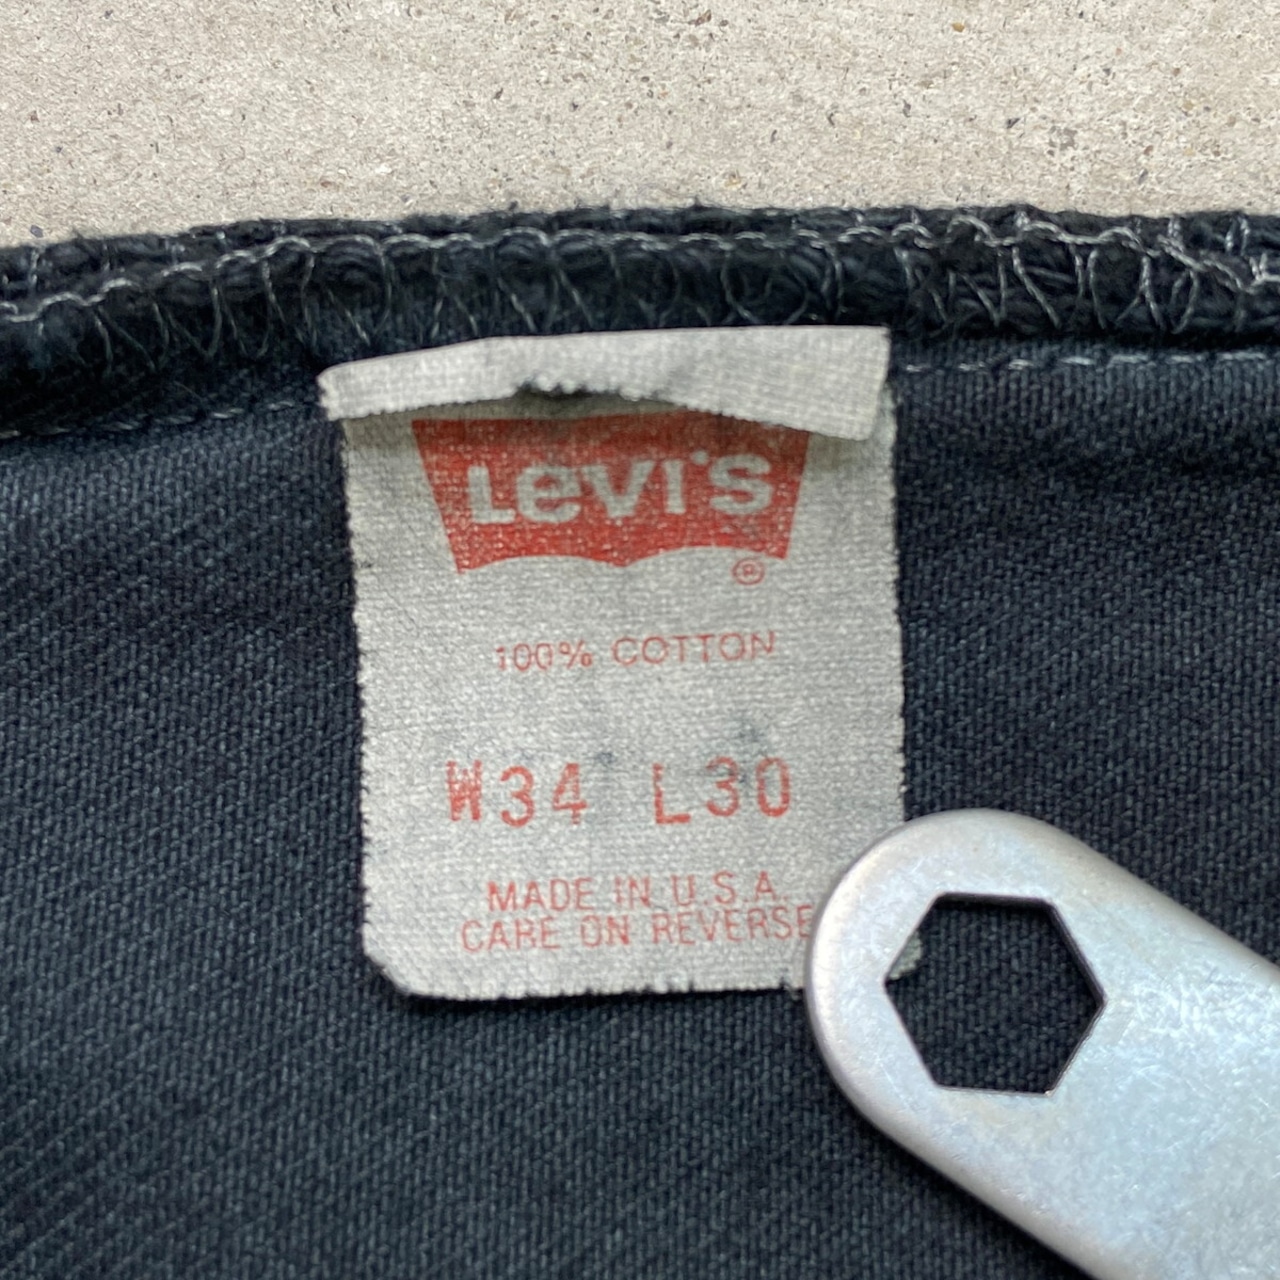 Levi's
®
100% COTTON
W34 L30
MADE IN U.S.A.
CARE ON REVERSE